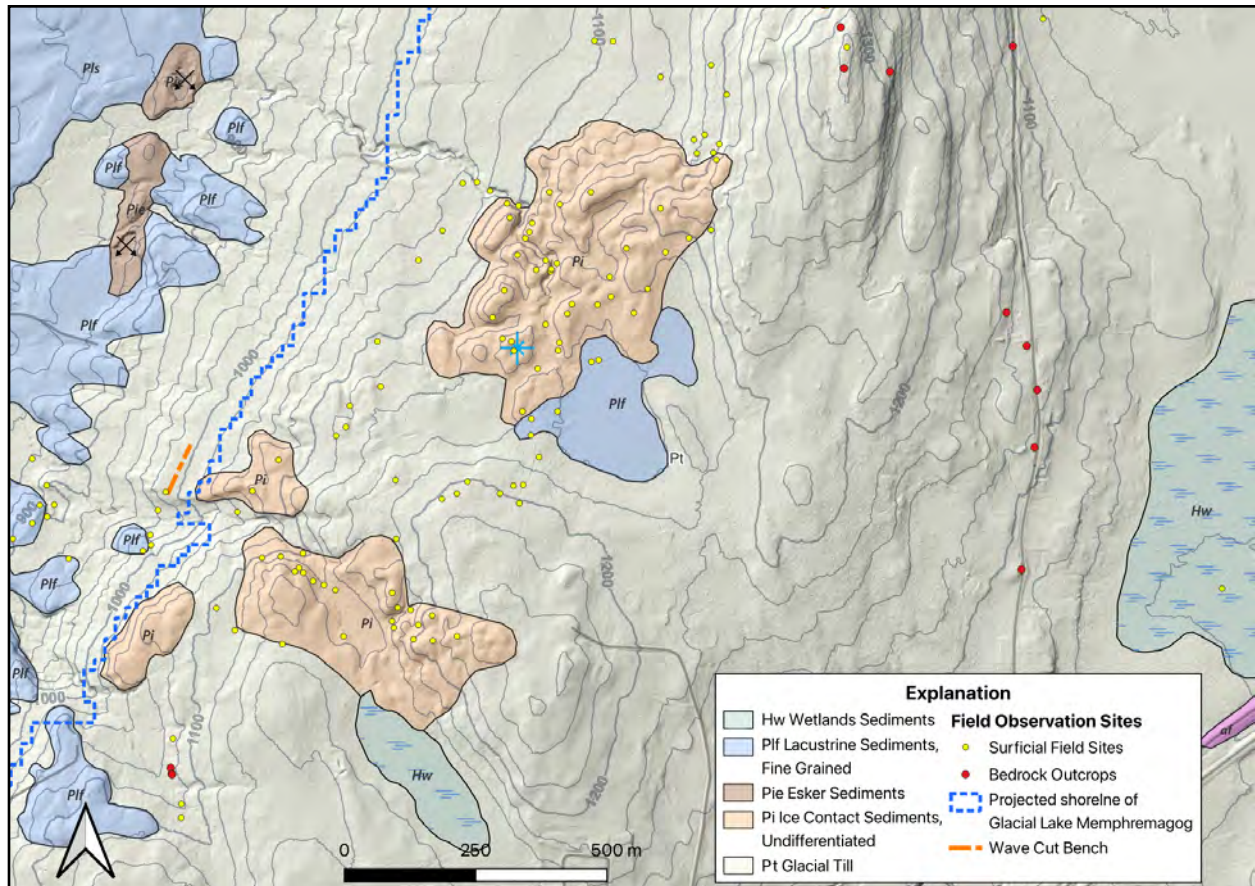 1100
1300
Pls
Plf
1100
Plf
Plf
Pie
Pi
Plf
1000
1200
Plf
Pt
Pi
900
Hw
Plf
1200
Plf
1000
Pi
Pi
Plf
1000
1100
Hw
1200
af
Plf
0 250 500 m
Explanation
Hw Wetlands Sediments
Plf Lacustrine Sediments,
Fine Grained
Pie Esker Sediments
Pi Ice Contact Sediments,
Undifferentiated
Pt Glacial Till
Field Observation Sites
Surficial Field Sites
Bedrock Outcrops
Projected shorelne of
Glacial Lake Memphremagog
Wave Cut Bench